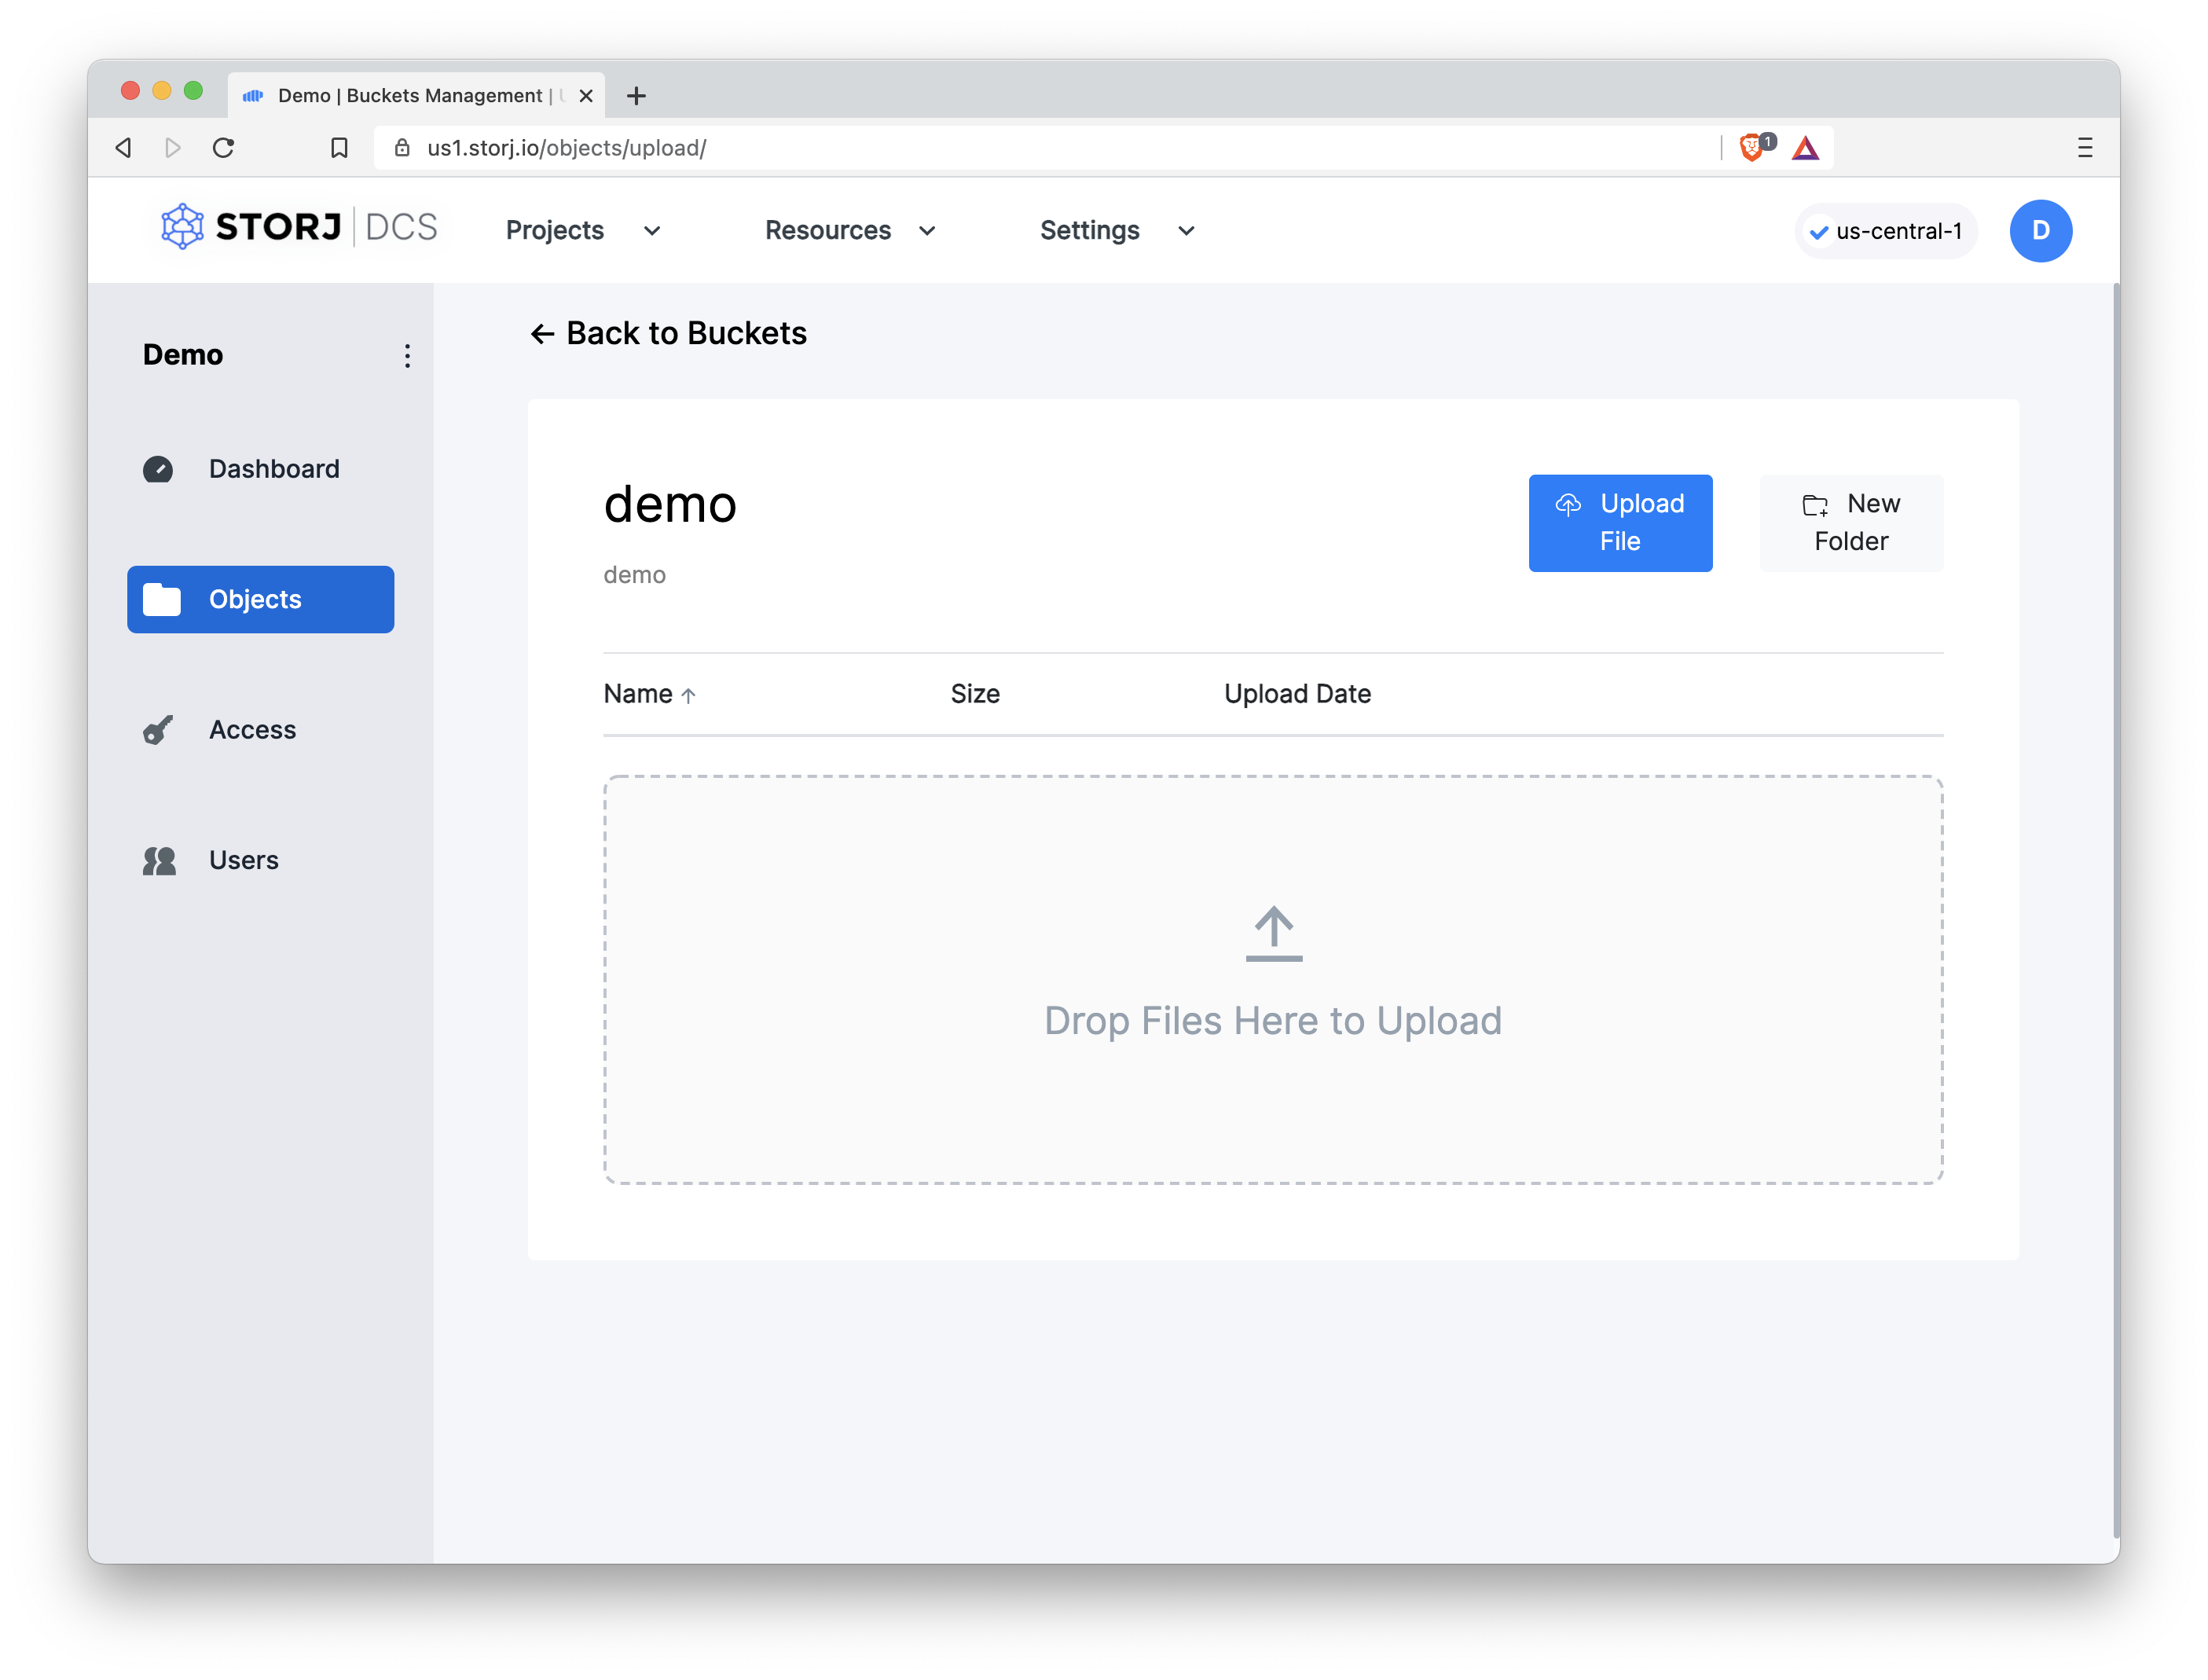 Demo | Buckets Management |
us1.storj.io/objects/upload/
1
STORJ DCS
Projects
Resources
Settings
us-central-1
D
Demo
Dashboard
Objects
Access
Users
← Back to Buckets
demo
demo
Upload
File
New
Folder
Name ↑
Size
Upload Date
Drop Files Here to Upload